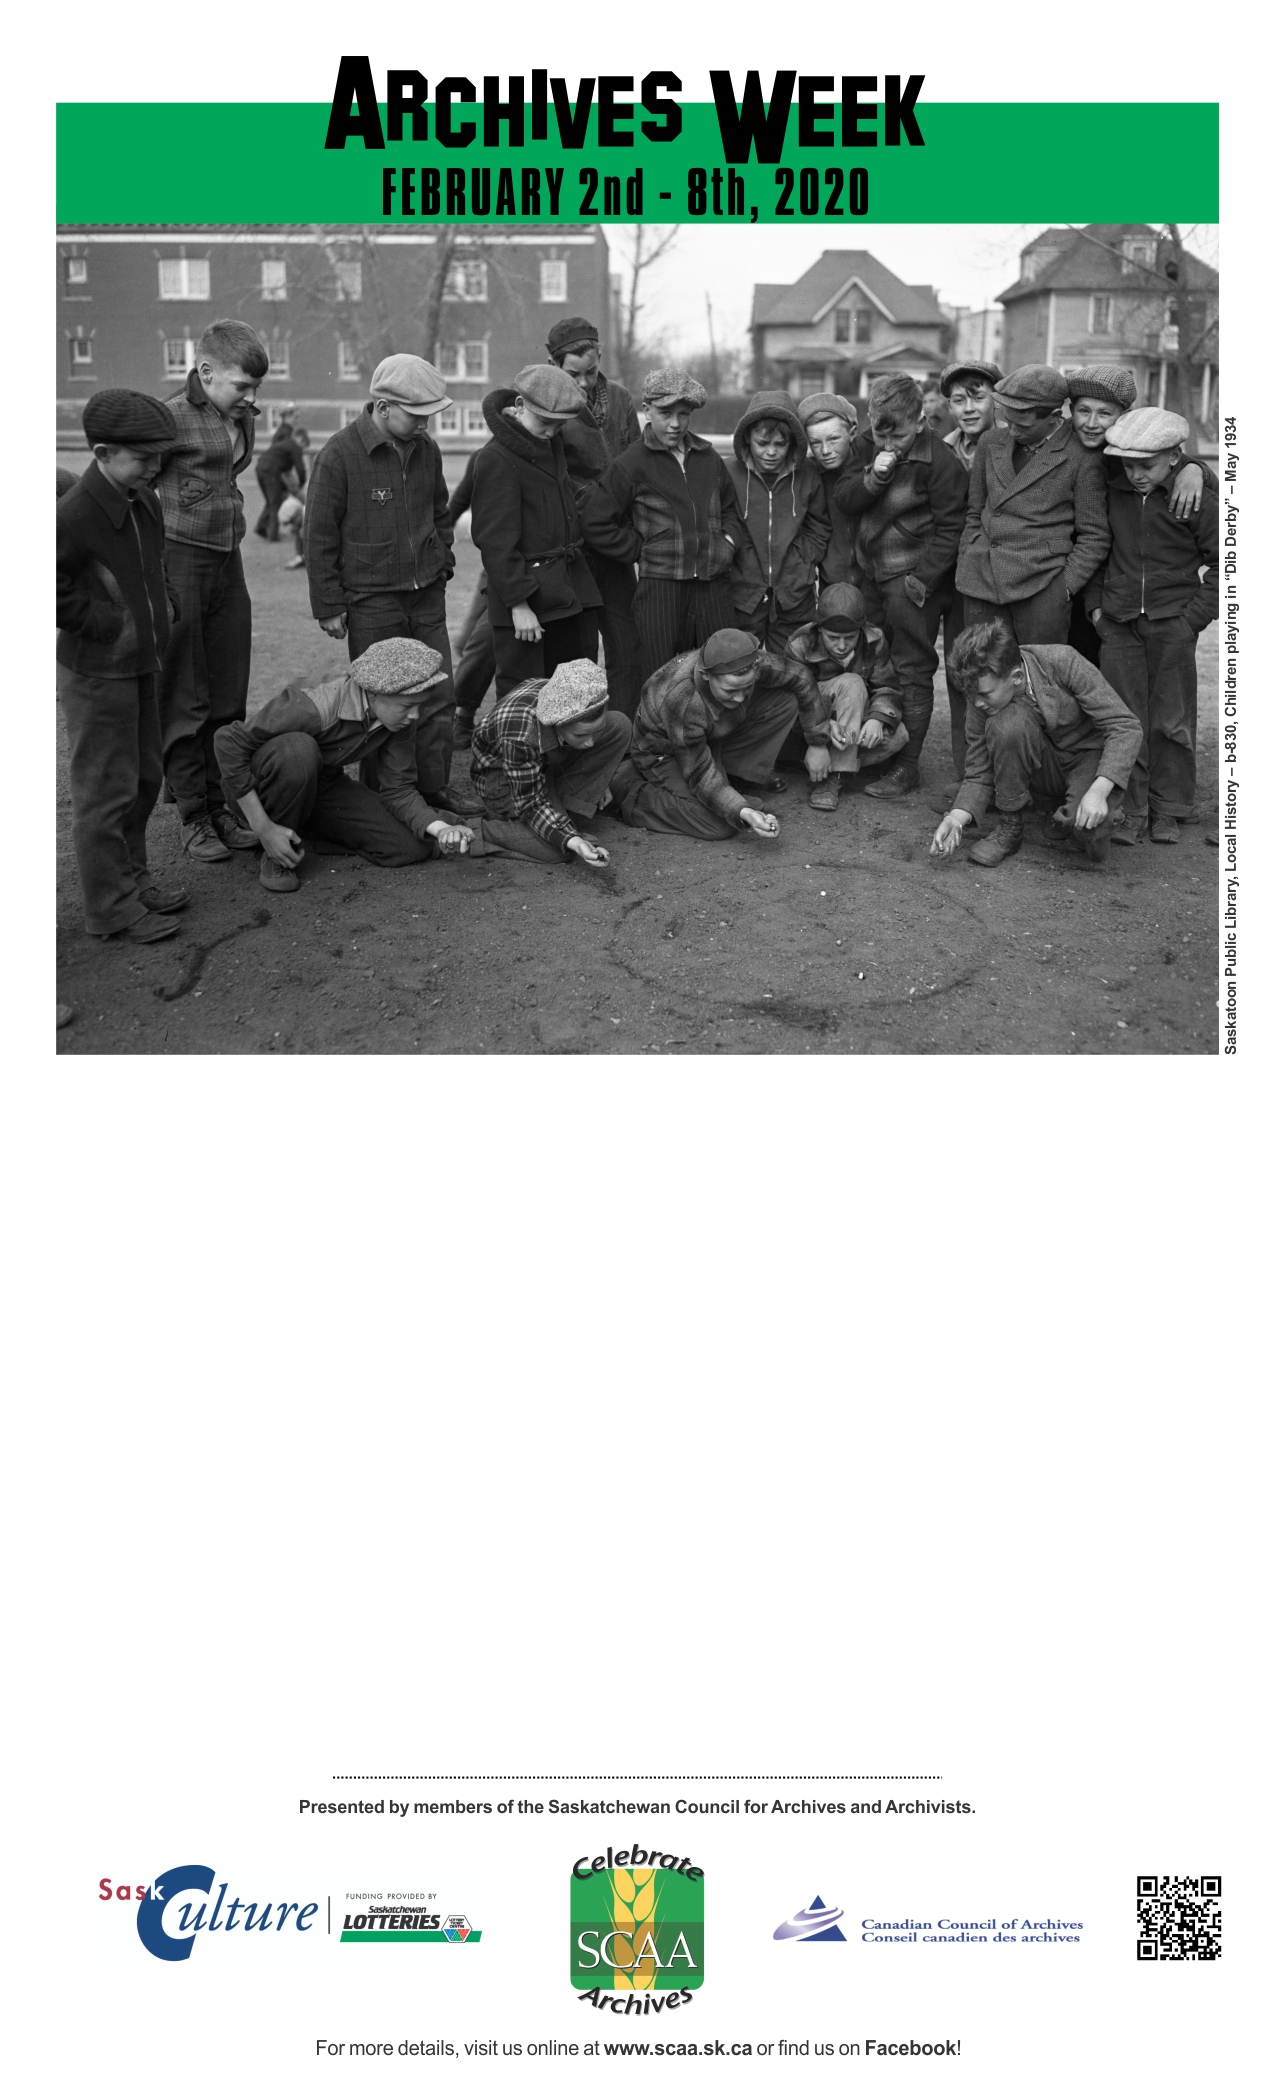 ARCHIVES WEEK
FEBRUARY 2nd - 8th, 2020
Saskatoon Public Library, Local History – b-830, Children playing in “Dib Derby” – May 1934
Y
Presented by members of the Saskatchewan Council for Archives and Archivists.
SaskCulture
FUNDING PROVIDED BY
Saskatchewan
LOTTERIES
LOTTERY
TICKET
CENTRE
Celebrate
SCAA
Archives
Canadian Council of Archives
Conseil canadien des archives
For more details, visit us online at www.scaa.sk.ca or find us on Facebook!